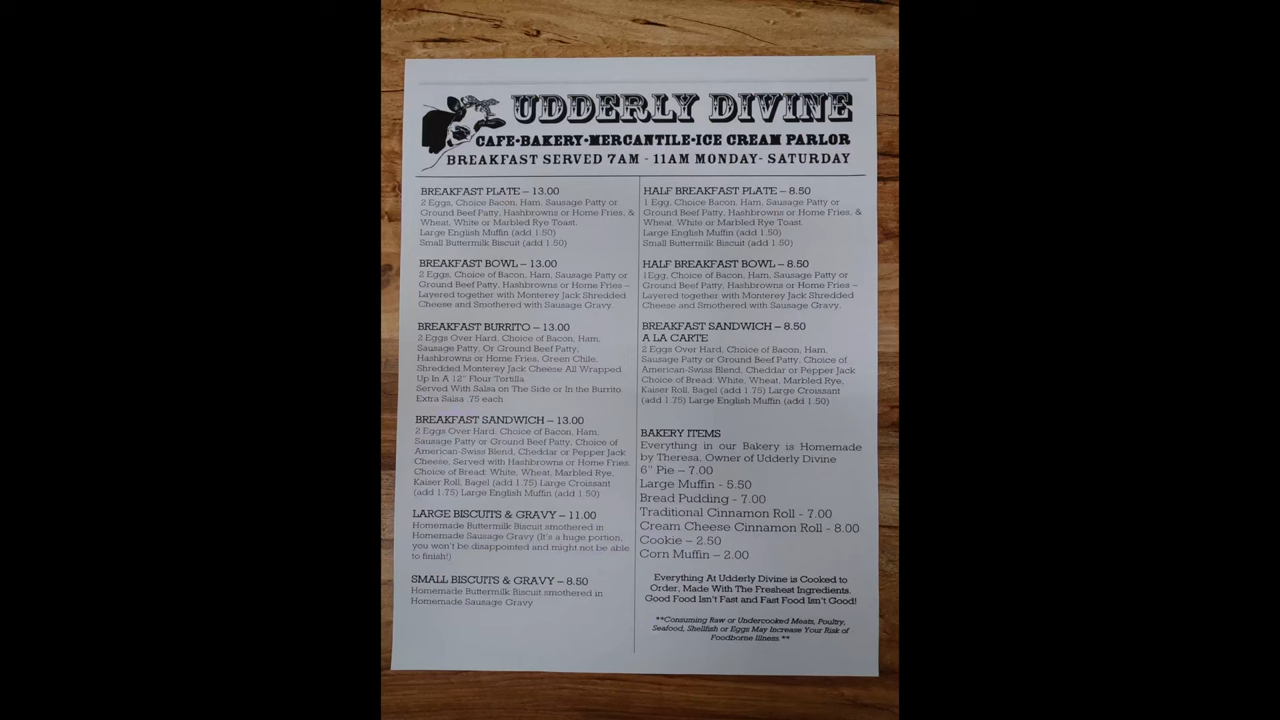 UDDERLY DIVINE
CAFE•BAKERY•MERCANTILE•ICE CREAM PARLOR
BREAKFAST SERVED 7AM - 11AM MONDAY- SATURDAY
BREAKFAST PLATE – 13.00
2 Eggs, Choice Bacon, Ham, Sausage Patty or
Ground Beef Patty, Hashbrowns or Home Fries, &
Wheat, White or Marbled Rye Toast.
Large English Muffin (add 1.50)
Small Buttermilk Biscuit (add 1.50)
BREAKFAST BOWL – 13.00
2 Eggs, Choice of Bacon, Ham, Sausage Patty or
Ground Beef Patty, Hashbrowns or Home Fries –
Layered together with Monterey Jack Shredded
Cheese and Smothered with Sausage Gravy.
BREAKFAST BURRITO – 13.00
2 Eggs Over Hard, Choice of Bacon, Ham,
Sausage Patty, Or Ground Beef Patty,
Hashbrowns or Home Fries, Green Chile,
Shredded Monterey Jack Cheese All Wrapped
Up In A 12" Flour Tortilla
Served With Salsa on The Side or In the Burrito
Extra Salsa .75 each
BREAKFAST SANDWICH – 13.00
2 Eggs Over Hard, Choice of Bacon, Ham,
Sausage Patty or Ground Beef Patty, Choice of
American-Swiss Blend, Cheddar or Pepper Jack
Cheese, Served with Hashbrowns or Home Fries.
Choice of Bread: White, Wheat, Marbled Rye,
Kaiser Roll, Bagel (add 1.75) Large Croissant
(add 1.75) Large English Muffin (add 1.50)
LARGE BISCUITS & GRAVY – 11.00
Homemade Buttermilk Biscuit smothered in
Homemade Sausage Gravy (It's a huge portion,
you won't be disappointed and might not be able
to finish!)
SMALL BISCUITS & GRAVY – 8.50
Homemade Buttermilk Biscuit smothered in
Homemade Sausage Gravy
HALF BREAKFAST PLATE – 8.50
1 Egg, Choice Bacon, Ham, Sausage Patty or
Ground Beef Patty, Hashbrowns or Home Fries, &
Wheat, White or Marbled Rye Toast.
Large English Muffin (add 1.50)
Small Buttermilk Biscuit (add 1.50)
HALF BREAKFAST BOWL – 8.50
1Egg, Choice of Bacon, Ham, Sausage Patty or
Ground Beef Patty, Hashbrowns or Home Fries –
Layered together with Monterey Jack Shredded
Cheese and Smothered with Sausage Gravy.
BREAKFAST SANDWICH – 8.50
A LA CARTE
2 Eggs Over Hard, Choice of Bacon, Ham,
Sausage Patty or Ground Beef Patty, Choice of
American-Swiss Blend, Cheddar or Pepper Jack
Choice of Bread: White, Wheat, Marbled Rye,
Kaiser Roll, Bagel (add 1.75) Large Croissant
(add 1.75) Large English Muffin (add 1.50)
BAKERY ITEMS
Everything in our Bakery is Homemade
by Theresa, Owner of Udderly Divine
6" Pie – 7.00
Large Muffin - 5.50
Bread Pudding - 7.00
Traditional Cinnamon Roll - 7.00
Cream Cheese Cinnamon Roll - 8.00
Cookie – 2.50
Corn Muffin – 2.00
Everything At Udderly Divine is Cooked to
Order, Made With The Freshest Ingredients.
Good Food Isn't Fast and Fast Food Isn't Good!
**Consuming Raw or Undercooked Meats, Poultry,
Seafood, Shellfish or Eggs May Increase Your Risk of
Foodborne Illness.**